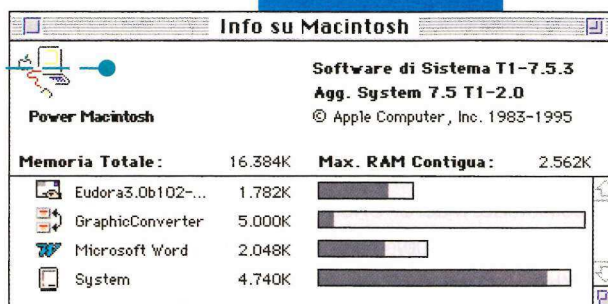 Info su Macintosh
Software di Sistema T1-7.5.3
Agg. System 7.5 T1-2.0
Power Macintosh
© Apple Computer, Inc. 1983-1995
Memoria Totale: 16.384K Max. RAM Contigua: 2.562K
Eudora3.0b102-... 1.782K
GraphicConverter 5.000K
Microsoft Word 2.048K
System 4.740K